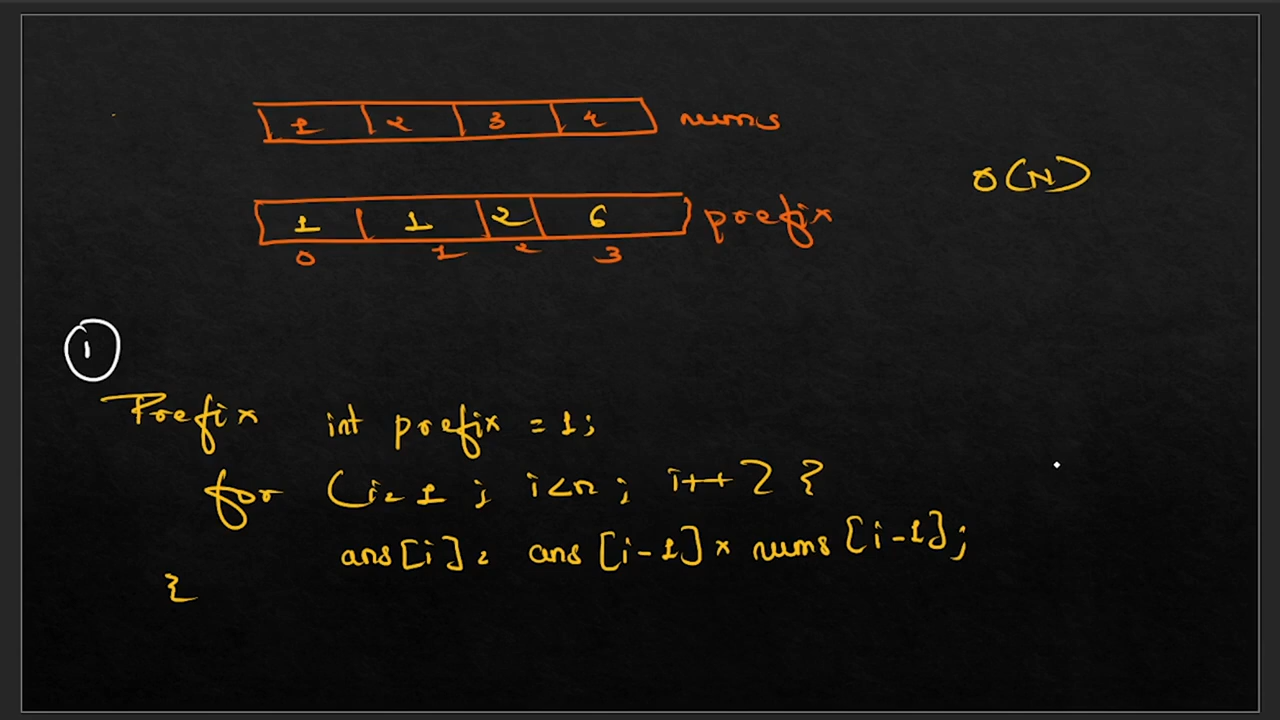 1 2 3 4 nums
O(N)
1 1 2 6 prefix
0 1 2 3
1
Prefix int prefix = 1;
for (i=1; i<n; i++) {
ans[i] = ans[i-1] × nums[i-1];
}